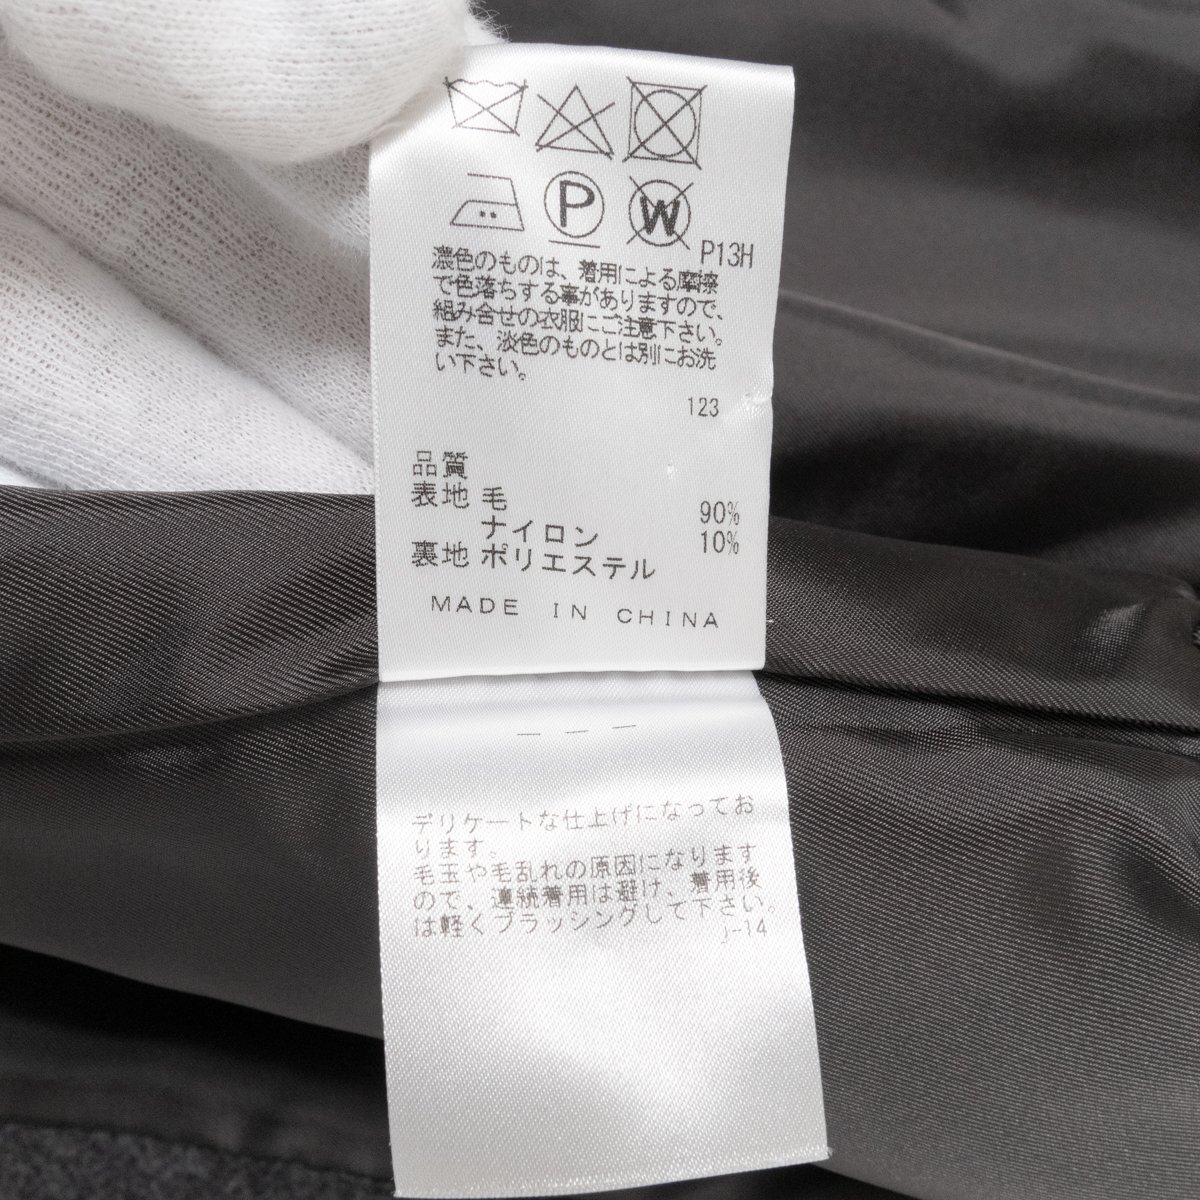 P
W
P13H
濃色のものは、着用による摩擦
で色落ちする事がありますので、
組み合せの衣服にご注意下さい。
また、淡色のものとは別にお洗
い下さい。
123
品質
表地 毛 90%
ナイロン 10%
裏地 ポリエステル
MADE IN CHINA
デリケートな仕上げになってお
ります。
毛玉や毛乱れの原因になります
ので、連続着用は避け、着用後
は軽くブラッシングして下さい。
j-14